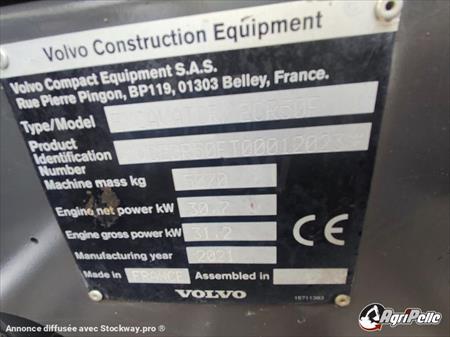 Volvo Construction Equipment
Volvo Compact Equipment S.A.S.
Rue Pierre Pingon, BP119, 01303 Belley, France.
Type/Model
Product
Identification
Number
Machine mass kg
Engine net power kW 30.2
Engine gross power kW 31.2
Manufacturing year 2021
Made in FRANCE Assembled in
CE
VOLVO
Annonce diffusée avec Stockway.pro ®
AgriPelle